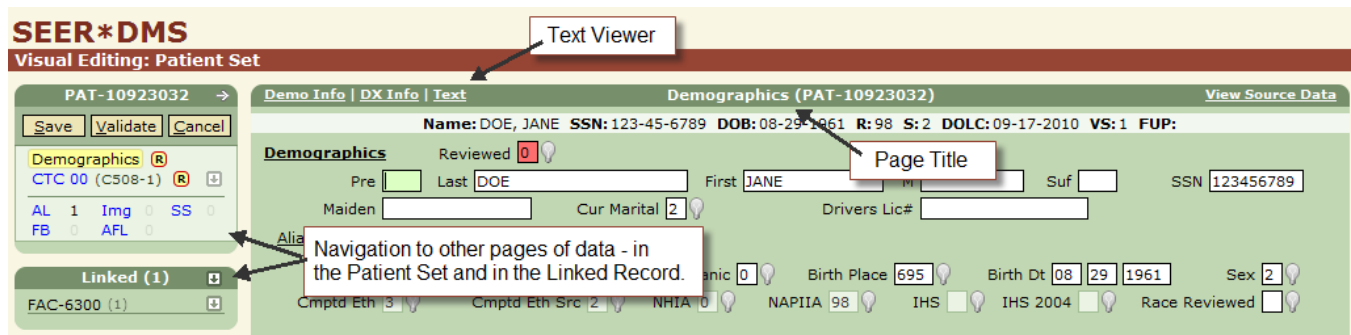 SEER*DMS
Text Viewer
Visual Editing: Patient Set
PAT-10923032
Demo Info | DX Info | Text Demographics (PAT-10923032) View Source Data
Save Validate Cancel
Name: DOE, JANE SSN: 123-45-6789 DOB: 08-29-1961 R: 98 S: 2 DOLC: 09-17-2010 VS: 1 FUP:
Demographics R
Demographics Reviewed 0
Page Title
CTC 00 (C508-1) R
Pre Last DOE First JANE M Suf SSN 123456789
AL 1 Img 0 SS 0
Maiden Cur Marital 2 Drivers Lic#
FB 0 AFL 0
Alia
Navigation to other pages of data - in
the Patient Set and in the Linked Record.
Linked (1)
anic 0 Birth Place 695 Birth Dt 08 29 1961 Sex 2
FAC-6300 (1)
Cmptd Eth 3 Cmptd Eth Src 2 NHIA 0 NAPIIA 98 IHS IHS 2004 Race Reviewed